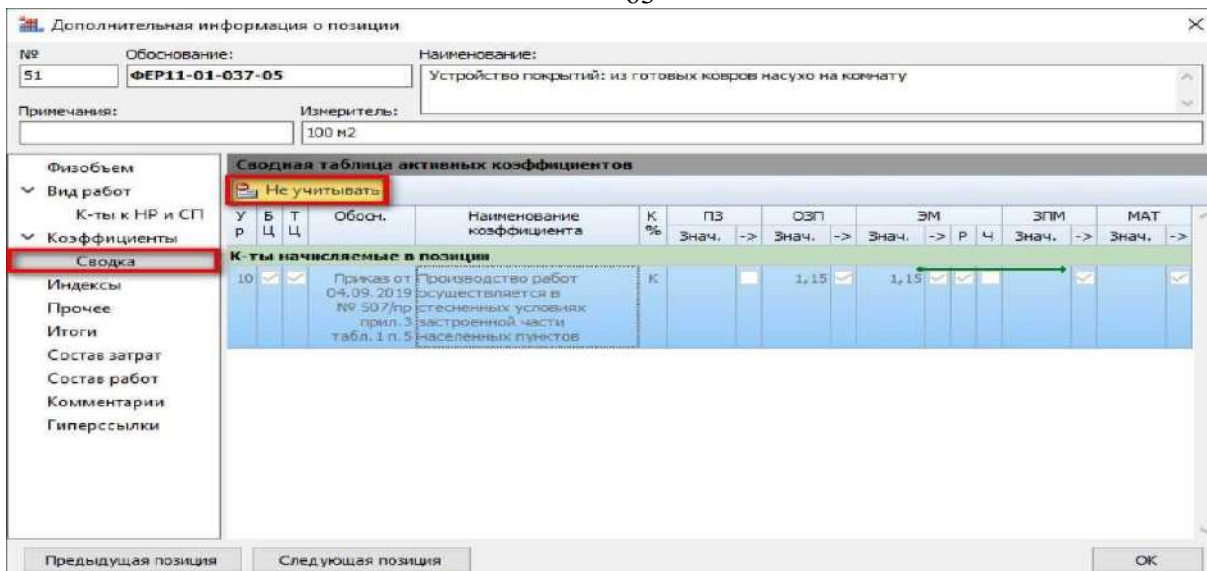 Дополнительная информация о позиции
№ Обоснование: Наименование:
51 ФЕР11-01-037-05 Устройство покрытий: из готовых ковров насухо на комнату
Примечания: Измеритель:
100 м2
Физобъем
Вид работ
К-ты к НР и СП
Коэффициенты
Сводка
Индексы
Прочее
Итоги
Состав затрат
Состав работ
Комментарии
Гиперссылки
Сводная таблица активных коэффициентов
Не учитывать
У Р Б Ц Т Ц Обосн. Наименование коэффициента К % ПЗ ОЗП ЭМ ЗПМ МАТ
Знач. -> Знач. -> Знач. -> Р Ч Знач. -> Знач. ->
К-ты начисляемые в позиции
10 Приказ от Производство работ К 1,15 1,15
04.09.2019 осуществляется в
№ 507/пр стесненных условиях
прил.3 застроенной части
табл.1 п.5 населенных пунктов
Предыдущая позиция Следующая позиция ОК